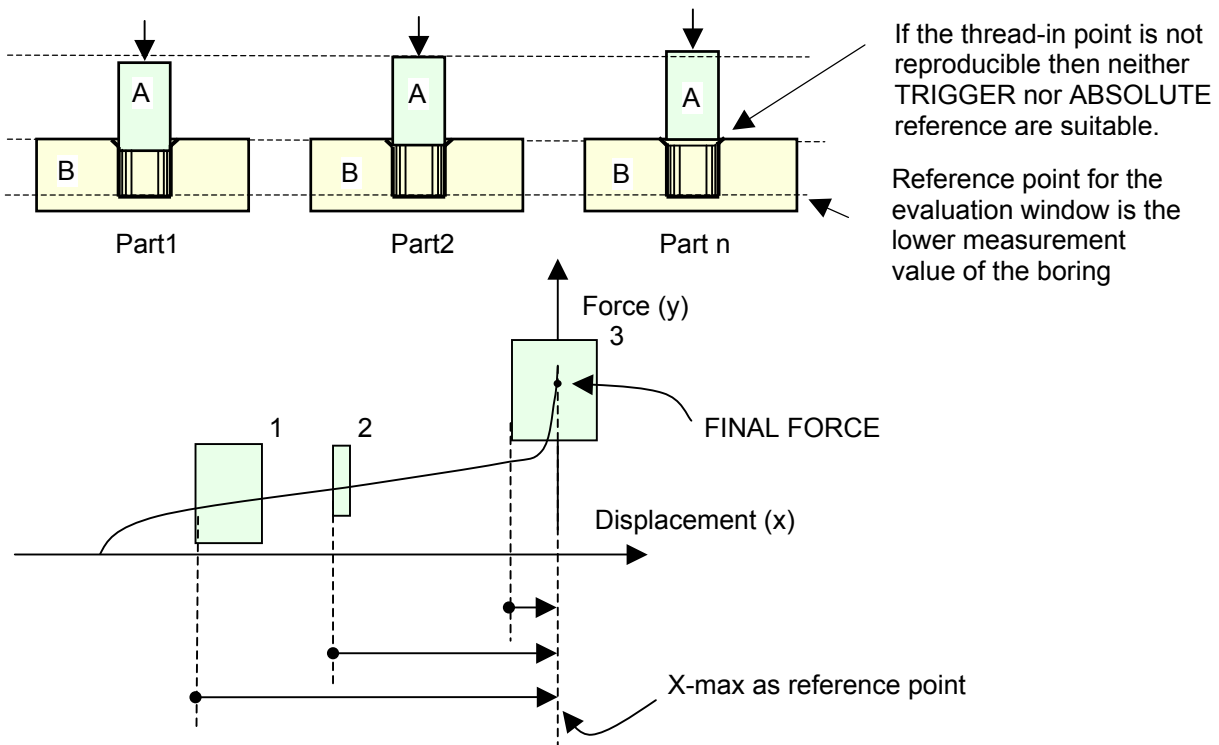 A
A
A
B
B
B
Part1
Part2
Part n
If the thread-in point is not
reproducible then neither
TRIGGER nor ABSOLUTE
reference are suitable.
Reference point for the
evaluation window is the
lower measurement
value of the boring
Force (y)
3
1
2
FINAL FORCE
Displacement (x)
X-max as reference point